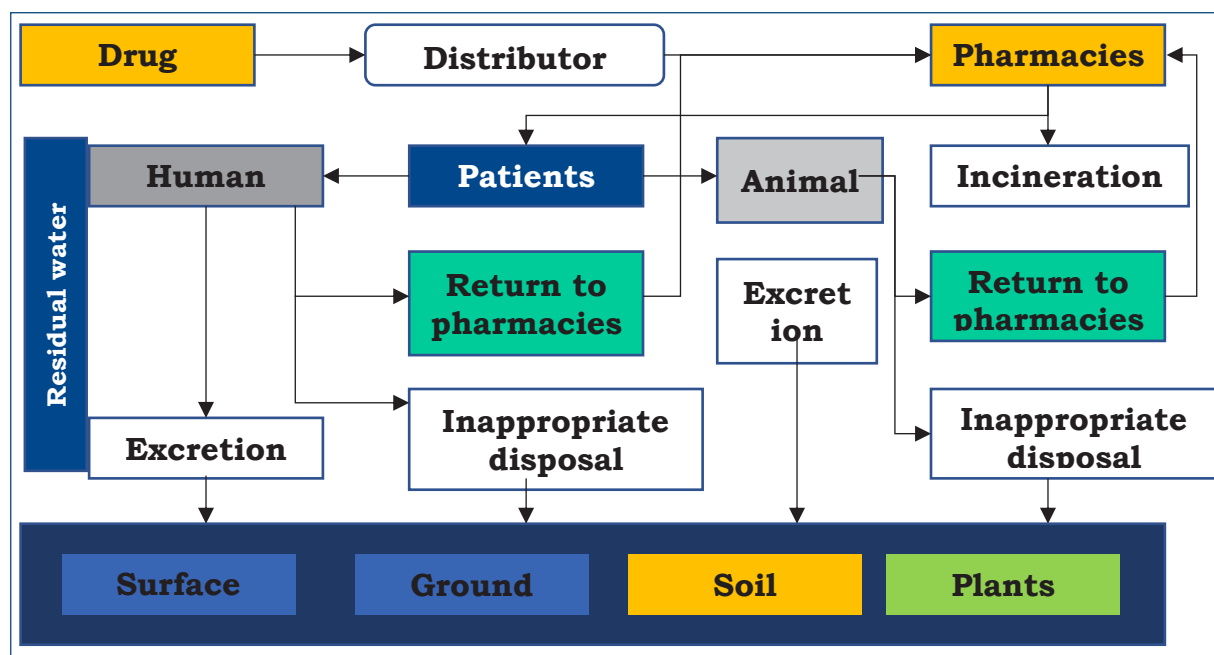 Drug
Distributor
Pharmacies
Residual water
Human
Patients
Animal
Incineration
Return to
pharmacies
Excret
ion
Return to
pharmacies
Excretion
Inappropriate
disposal
Inappropriate
disposal
Surface
Ground
Soil
Plants